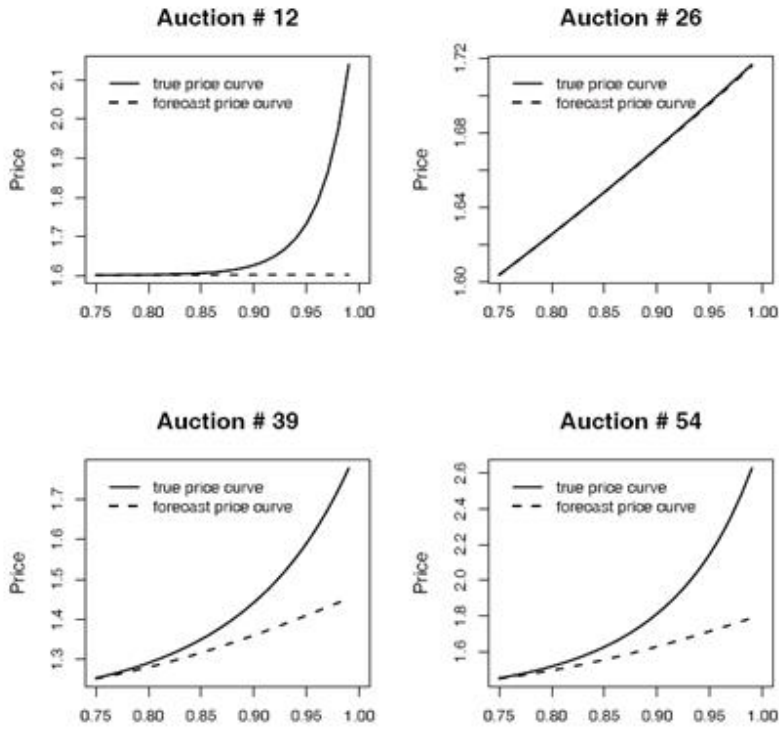 Auction # 12
2.1
2.0
1.9
1.8
1.7
1.6
Price
true price curve
forecast price curve
0.75 0.80 0.85 0.90 0.95 1.00
Auction # 26
1.72
1.68
1.64
1.60
Price
true price curve
forecast price curve
0.75 0.80 0.85 0.90 0.95 1.00
Auction # 39
1.7
1.6
1.5
1.4
1.3
Price
true price curve
forecast price curve
0.75 0.80 0.85 0.90 0.95 1.00
Auction # 54
2.6
2.4
2.2
2.0
1.8
1.6
Price
true price curve
forecast price curve
0.75 0.80 0.85 0.90 0.95 1.00